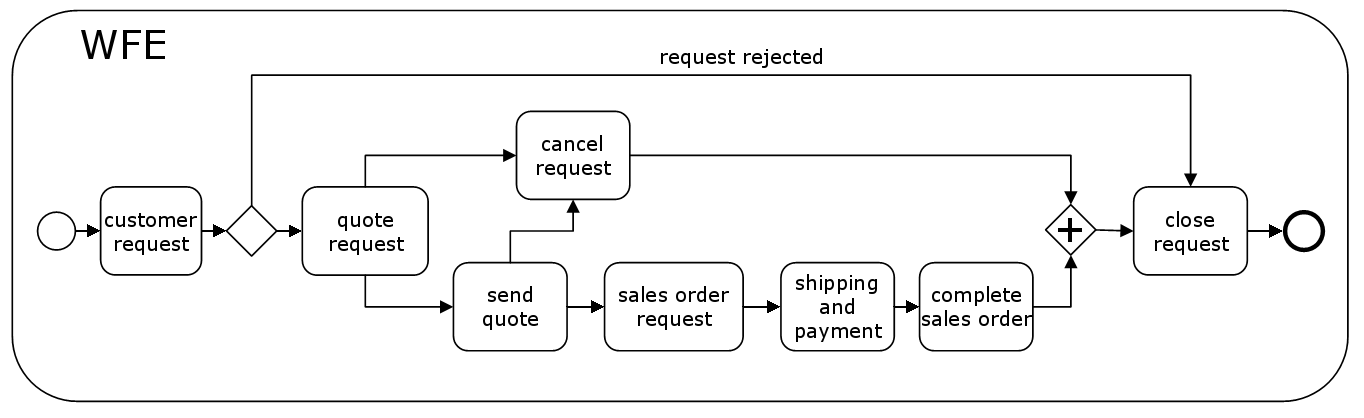 WFE
request rejected
cancel
request
customer
request
quote
request
close
request
send
quote
sales order
request
shipping
and
payment
complete
sales order